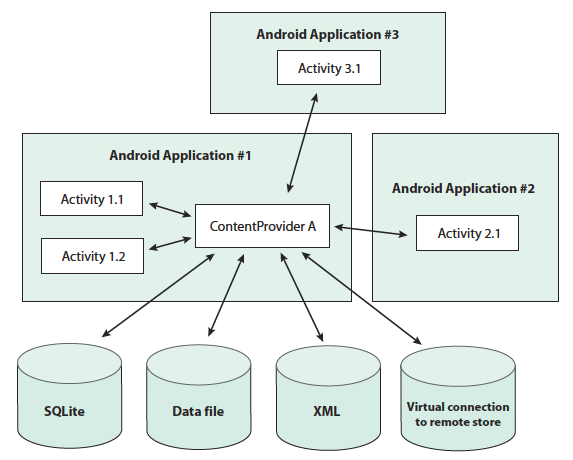 Android Application #3
Activity 3.1
Android Application #1
Activity 1.1
ContentProvider A
Activity 1.2
Android Application #2
Activity 2.1
SQLite
Data file
XML
Virtual connection
to remote store